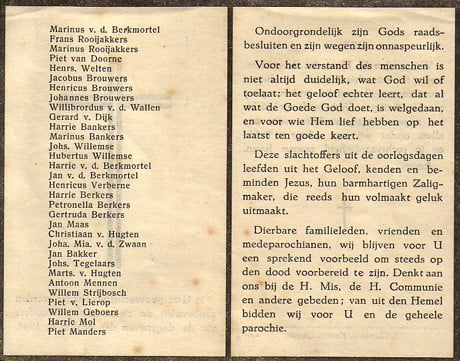 Marinus v. d. Berkmortel
Frans Rooijakkers
Marinus Rooijakkers
Piet van Doorne
Henrs. Welten
Jacobus Brouwers
Henricus Brouwers
Johannes Brouwers
Willibrordus v. d. Wallen
Gerard v. Dijk
Harrie Bankers
Marinus Bankers
Johs. Willemse
Hubertus Willemse
Harrie v. d. Berkmortel
Jan v. d. Berkmortel
Henricus Verberne
Harrie Berkers
Petronella Berkers
Gertruda Berkers
Jan Maas
Christiaan v. Hugten
Joha. Mia. v. d. Zwaan
Jan Bakker
Johs. Tegelaars
Marts. v. Hugten
Antoon Mennen
Willem Strijbosch
Piet v. Lierop
Willem Geboers
Harrie Mol
Piet Manders
Ondoorgrondelijk zijn Gods raads-
besluiten en zijn wegen zijn onnaspeurlijk.
Voor het verstand des menschen is
niet altijd duidelijk, wat God wil of
toelaat; het geloof echter leert, dat al
wat de Goede God doet, is welgedaan,
en voor wie Hem lief hebben op het
laatst ten goede keert.
Deze slachtoffers uit de oorlogsdagen
leefden uit het Geloof, kenden en be-
minden Jezus, hun barmhartigen Zalig-
maker, die reeds hun volmaakt geluk
uitmaakt.
Dierbare familieleden, vrienden en
medeparochianen, wij blijven voor U
een sprekend voorbeeld om steeds op
den dood voorbereid te zijn. Denkt aan
ons bij de H. Mis, de H. Communie
en andere gebeden; van uit den Hemel
bidden wij voor U en de geheele
parochie.